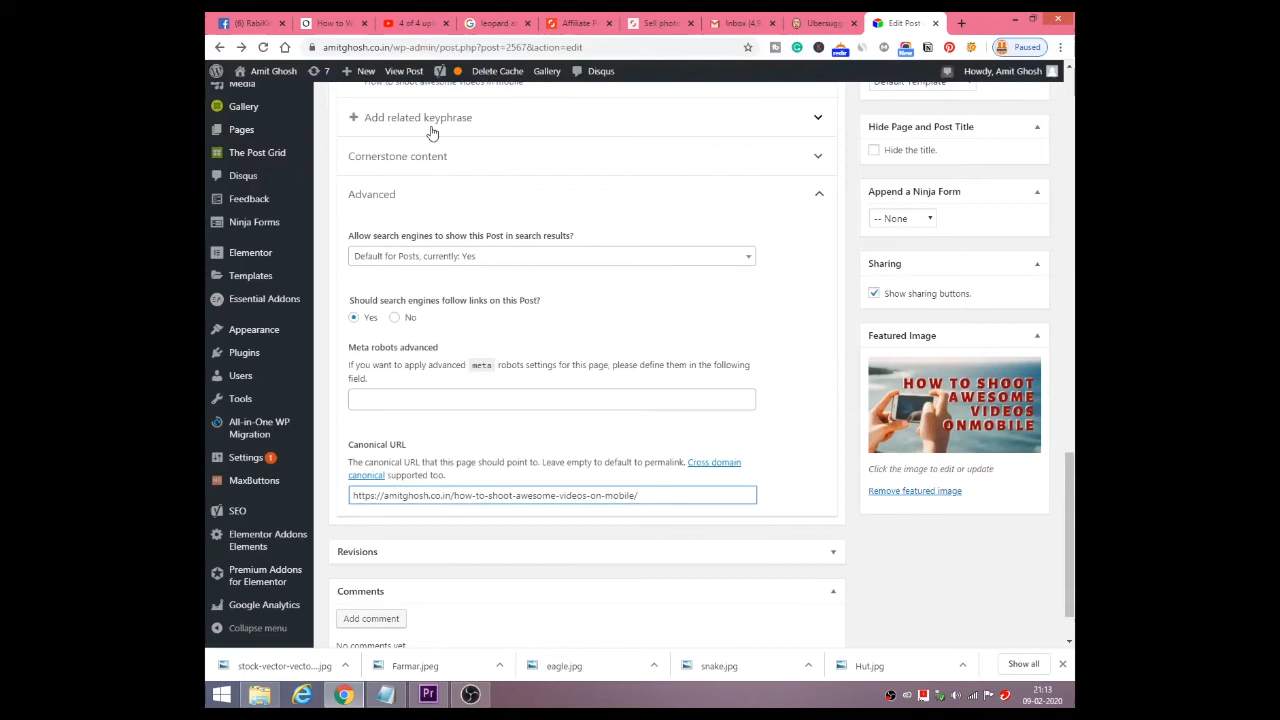 (6) RabiKi
How to W
4 of 4 uplo
leopard a
Affiliate P
Sell photo
Inbox (4,9
Ubersugg
Edit Post
amitghosh.co.in/wp-admin/post.php?post=2567&action=edit
redir
New
Paused
Amit Ghosh
7
New
View Post
Delete Cache
Gallery
Disqus
Howdy, Amit Ghosh
Media
Gallery
Pages
The Post Grid
Disqus
Feedback
Ninja Forms
Elementor
Templates
Essential Addons
Appearance
Plugins
Users
Tools
All-in-One WP
Migration
Settings 1
MaxButtons
SEO
Elementor Addons
Elements
Premium Addons
for Elementor
Google Analytics
Collapse menu
How to shoot awesome videos in mobile
Add related keyphrase
Cornerstone content
Advanced
Allow search engines to show this Post in search results?
Default for Posts, currently: Yes
Should search engines follow links on this Post?
Yes No
Meta robots advanced
If you want to apply advanced meta robots settings for this page, please define them in the following
field.
Canonical URL
The canonical URL that this page should point to. Leave empty to default to permalink. Cross domain
canonical supported too.
https://amitghosh.co.in/how-to-shoot-awesome-videos-on-mobile/
Revisions
Comments
Add comment
No comments yet.
Default Template
Hide Page and Post Title
Hide the title.
Append a Ninja Form
-- None
Sharing
Show sharing buttons.
Featured Image
HOW TO SHOOT
AWESOME
VIDEOS
ONMOBILE
Click the image to edit or update
Remove featured image
stock-vector-vecto....jpg
Farmar.jpeg
eagle.jpg
snake.jpg
Hut.jpg
Show all
Pr
21:13
09-02-2020